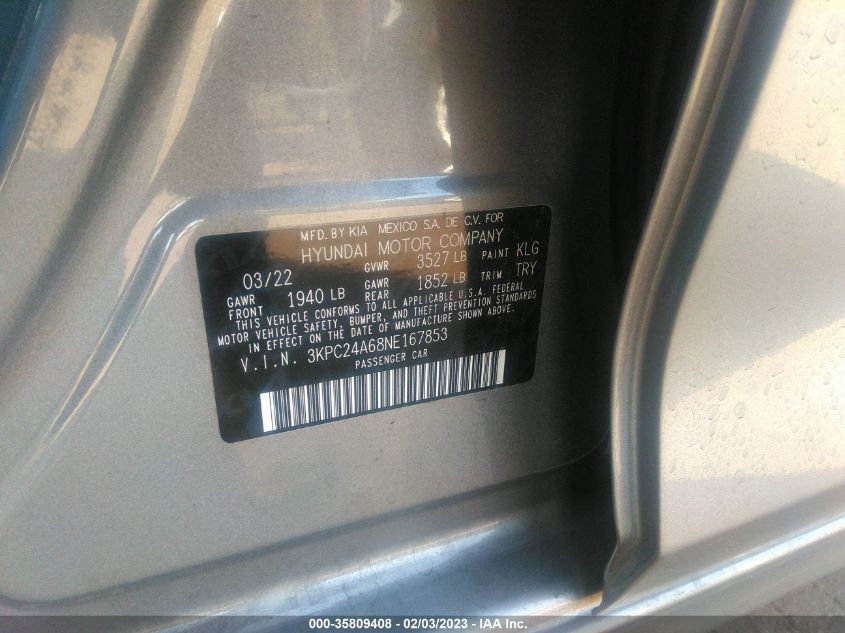 MFD. BY KIA MEXICO S.A. DE C.V. FOR
HYUNDAI MOTOR COMPANY
03/22 GVWR 3527 LB PAINT KLG
GAWR FRONT 1940 LB GAWR REAR 1852 LB TRIM TRY
THIS VEHICLE CONFORMS TO ALL APPLICABLE U.S.A. FEDERAL
MOTOR VEHICLE SAFETY, BUMPER, AND THEFT PREVENTION STANDARDS
IN EFFECT ON THE DATE OF MANUFACTURE SHOWN ABOVE.
V.I.N. 3KPC24A68NE167853
PASSENGER CAR
000-35809408 - 02/03/2023 - IAA Inc.